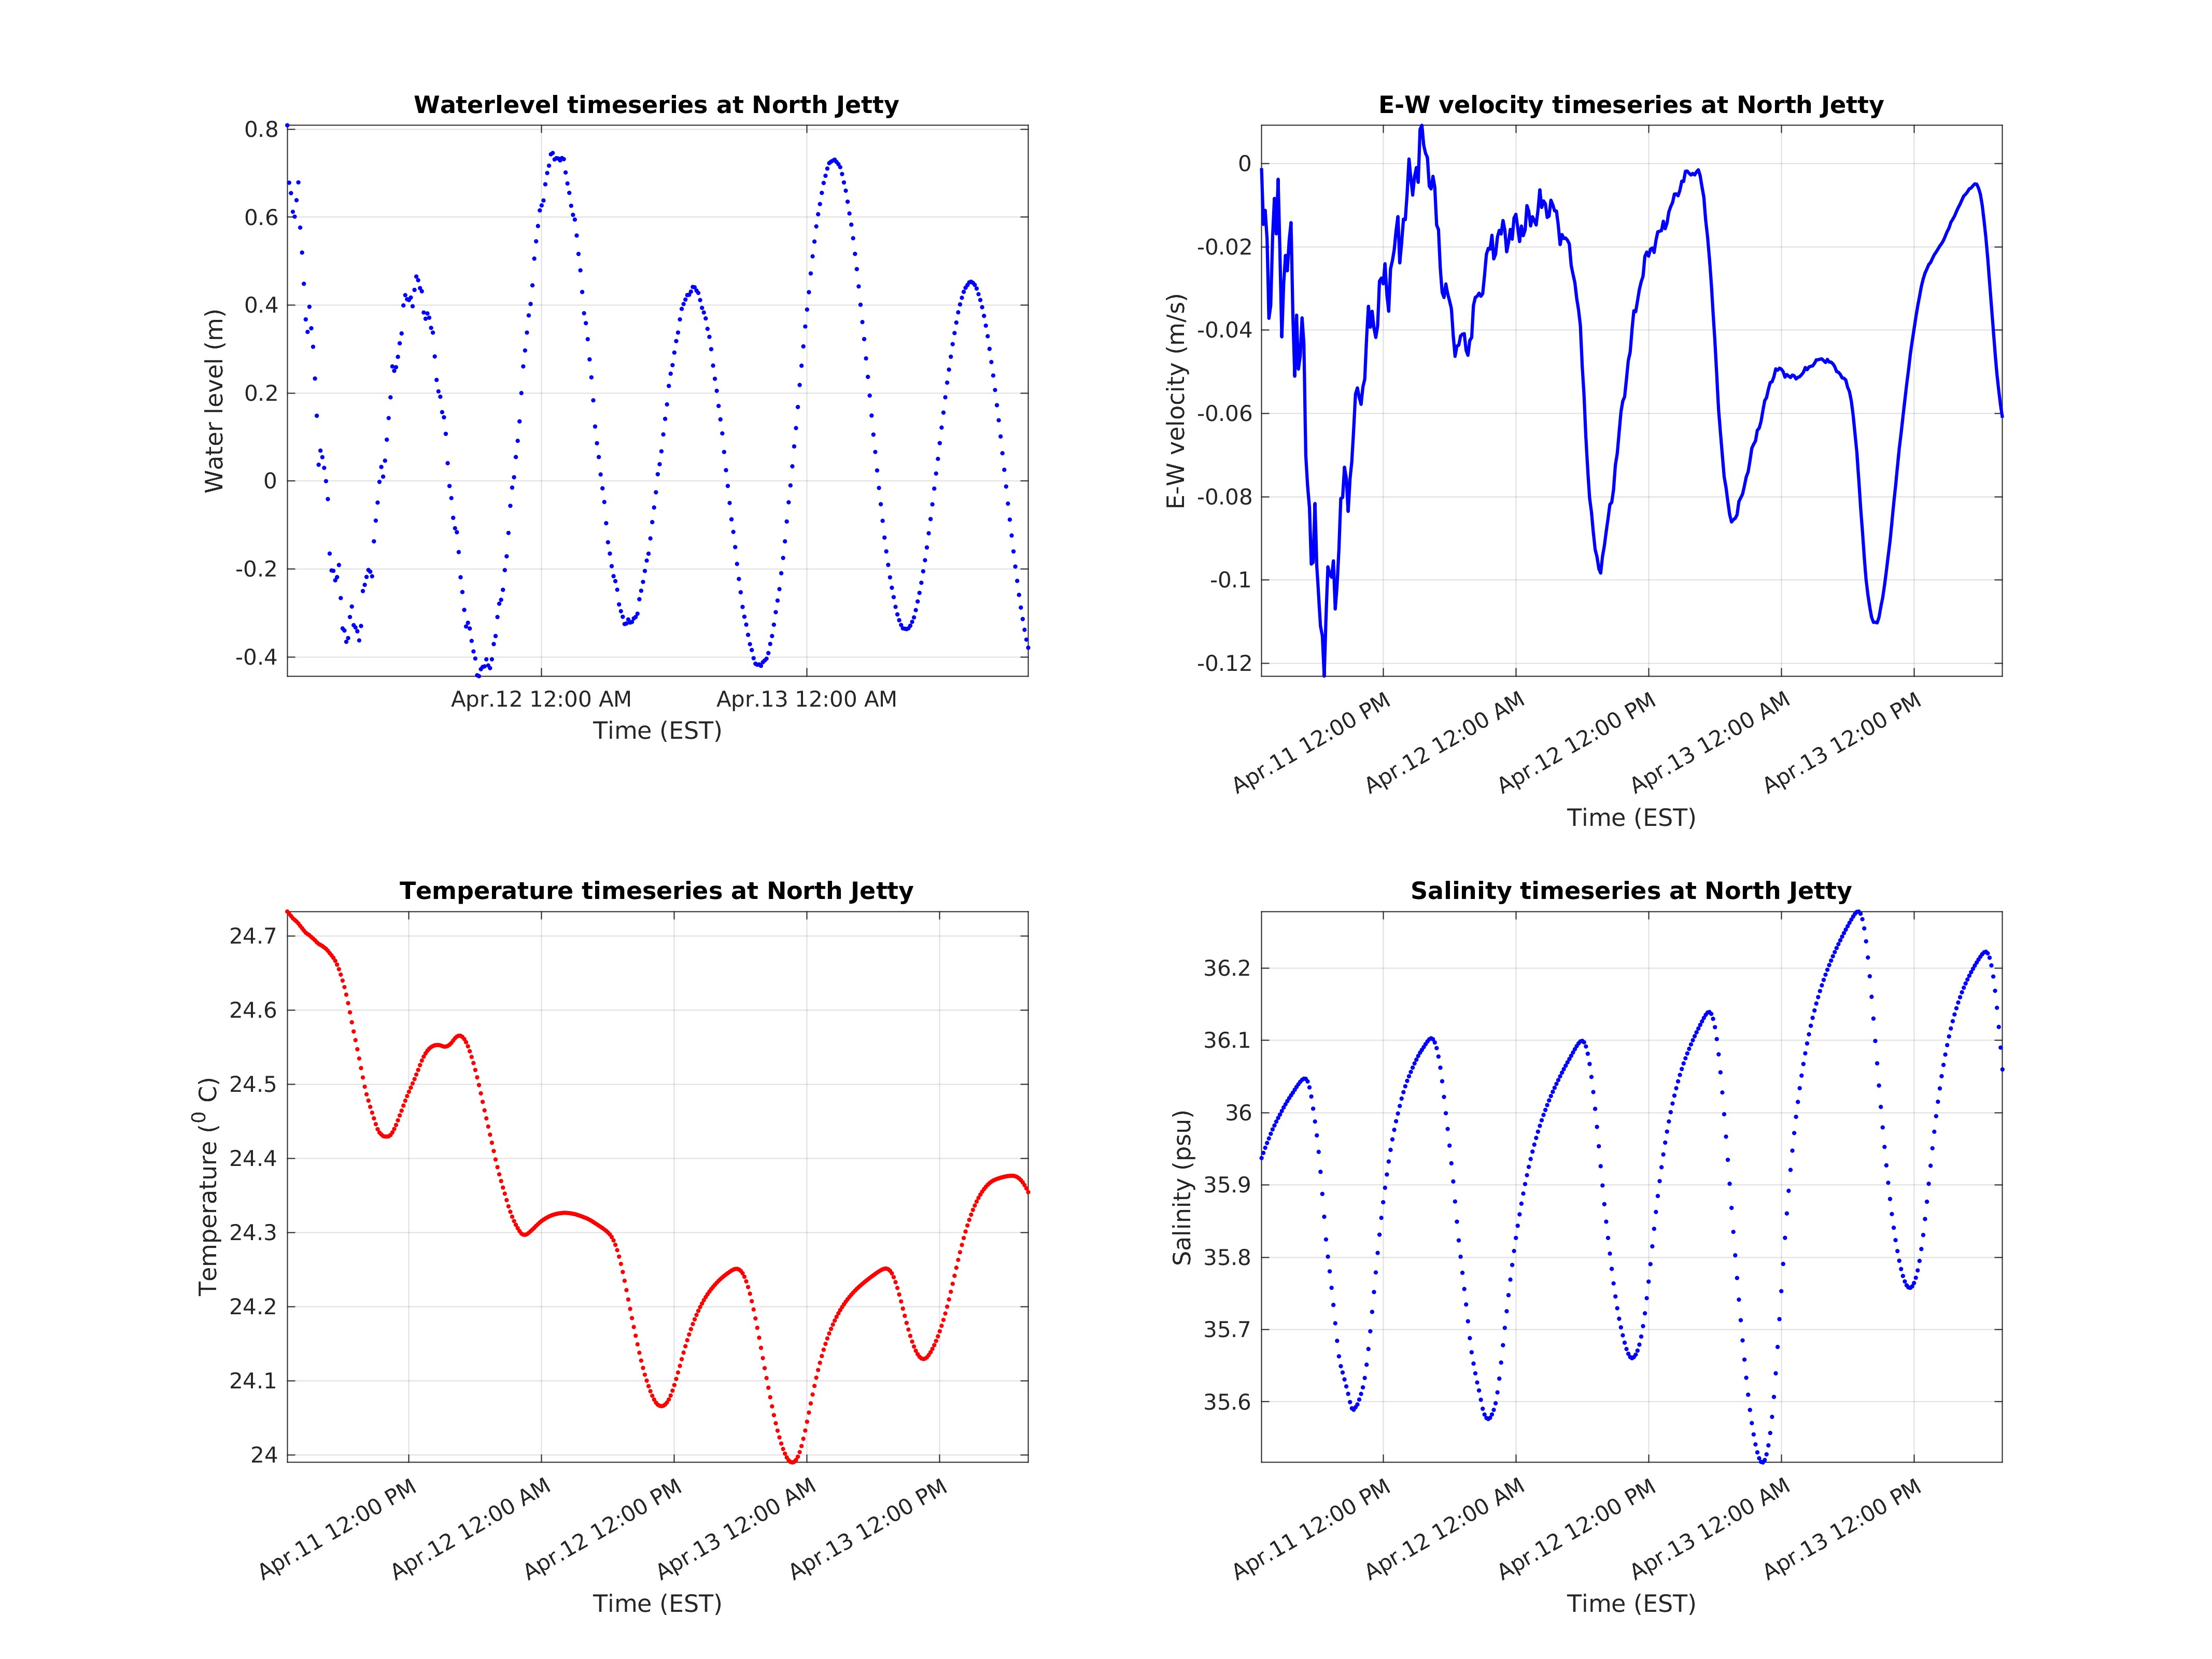 Waterlevel timeseries at North Jetty
0.8
0.6
0.4
0.2
0
-0.2
-0.4
Water level (m)
Apr.12 12:00 AM
Apr.13 12:00 AM
Time (EST)
E-W velocity timeseries at North Jetty
0
-0.02
-0.04
-0.06
-0.08
-0.1
-0.12
E-W velocity (m/s)
Apr.11 12:00 PM
Apr.12 12:00 AM
Apr.12 12:00 PM
Apr.13 12:00 AM
Apr.13 12:00 PM
Time (EST)
Temperature timeseries at North Jetty
24.7
24.6
24.5
24.4
24.3
24.2
24.1
24
Temperature (⁰ C)
Apr.11 12:00 PM
Apr.12 12:00 AM
Apr.12 12:00 PM
Apr.13 12:00 AM
Apr.13 12:00 PM
Time (EST)
Salinity timeseries at North Jetty
36.2
36.1
36
35.9
35.8
35.7
35.6
Salinity (psu)
Apr.11 12:00 PM
Apr.12 12:00 AM
Apr.12 12:00 PM
Apr.13 12:00 AM
Apr.13 12:00 PM
Time (EST)